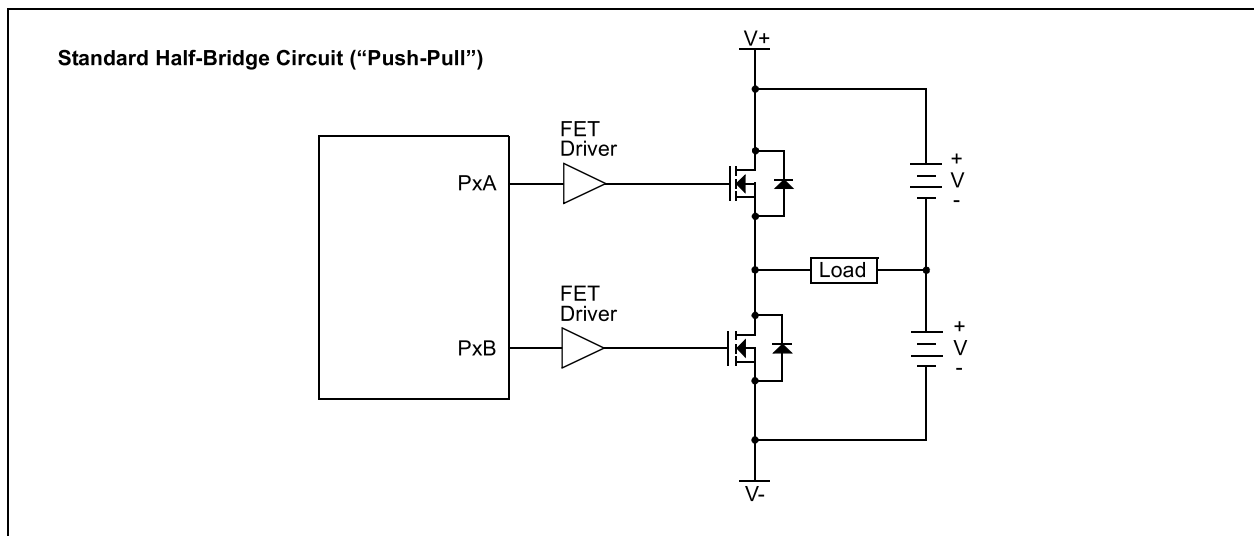 Standard Half-Bridge Circuit (“Push-Pull”)
V+
FET
Driver
PxA
+
V
-
Load
FET
Driver
PxB
+
V
-
V-